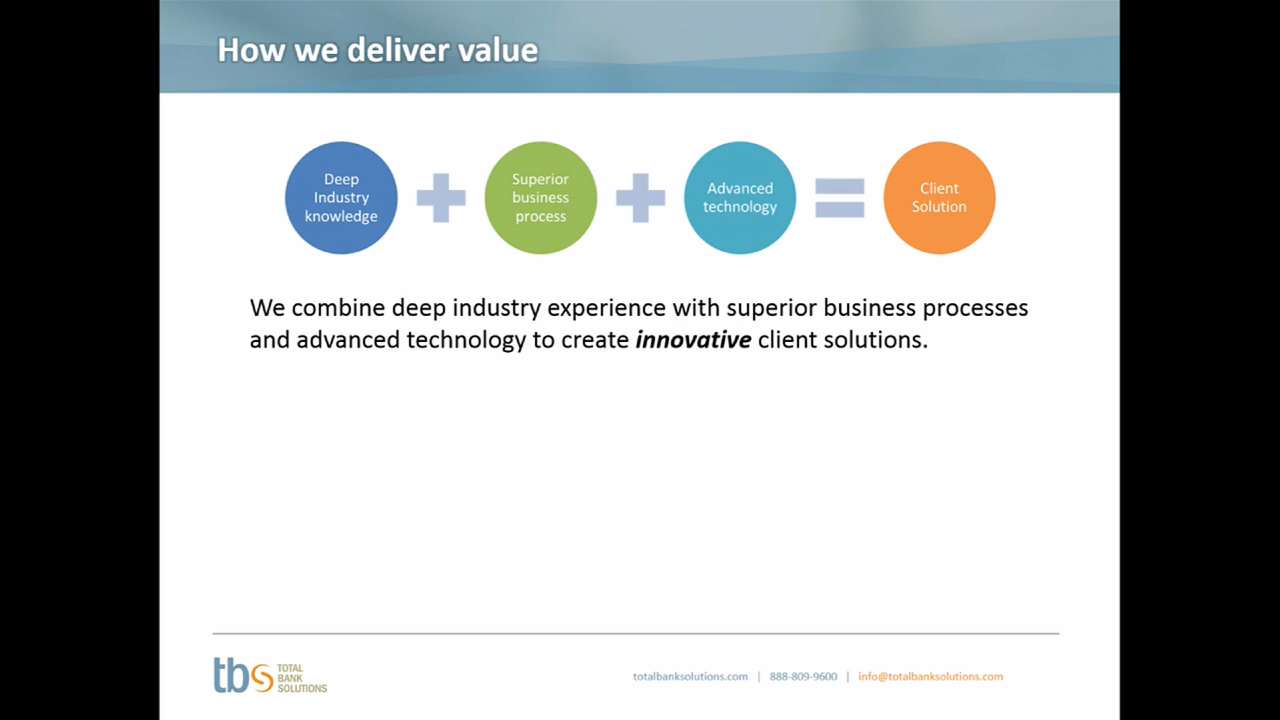 How we deliver value
Deep
Industry
knowledge
Superior
business
process
Advanced
technology
Client
Solution
We combine deep industry experience with superior business processes
and advanced technology to create innovative client solutions.
tbs
TOTAL
BANK
SOLUTIONS
totalbanksolutions.com | 888-809-9600 | info@totalbanksolutions.com